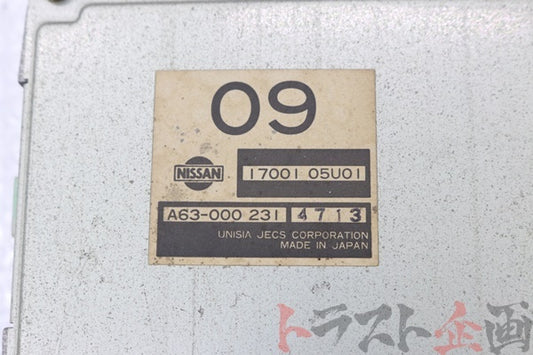 09
NISSAN
17001 05U01
A63-000 231 4713
UNISIA JECS CORPORATION
MADE IN JAPAN
トラスト企画